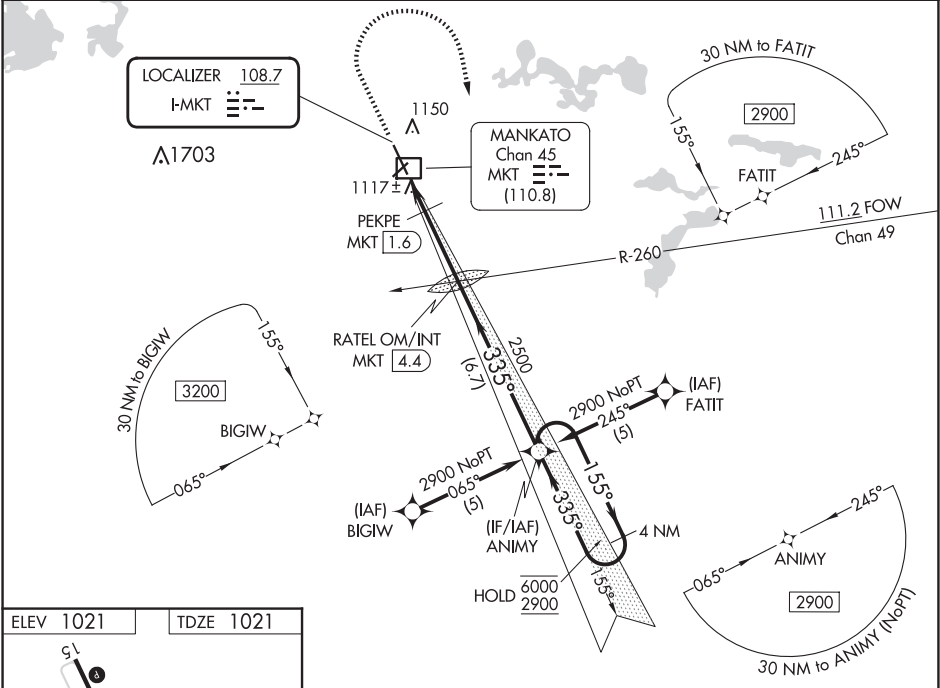 LOCALIZER 108.7
I-MKT
1703
1150
MANKATO
Chan 45
MKT
(110.8)
1117 ±
30 NM to FATIT
2900
155°
245°
FATIT
111.2 FOW
Chan 49
R-260
PEKPE
MKT 1.6
RATEL OM/INT
MKT 4.4
335°
(6.7)
2500
30 NM to BIGIW
155°
3200
BIGIW
065°
2900 NoPT
245°
(5)
(IAF)
FATIT
2900 NoPT
065°
(5)
(IAF)
BIGIW
(IF/IAF)
ANIMY
335°
155°
4 NM
HOLD 6000
2900
155°
245°
065°
ANIMY
2900
30 NM to ANIMY (NoPT)
ELEV 1021
TDZE 1021
15
P